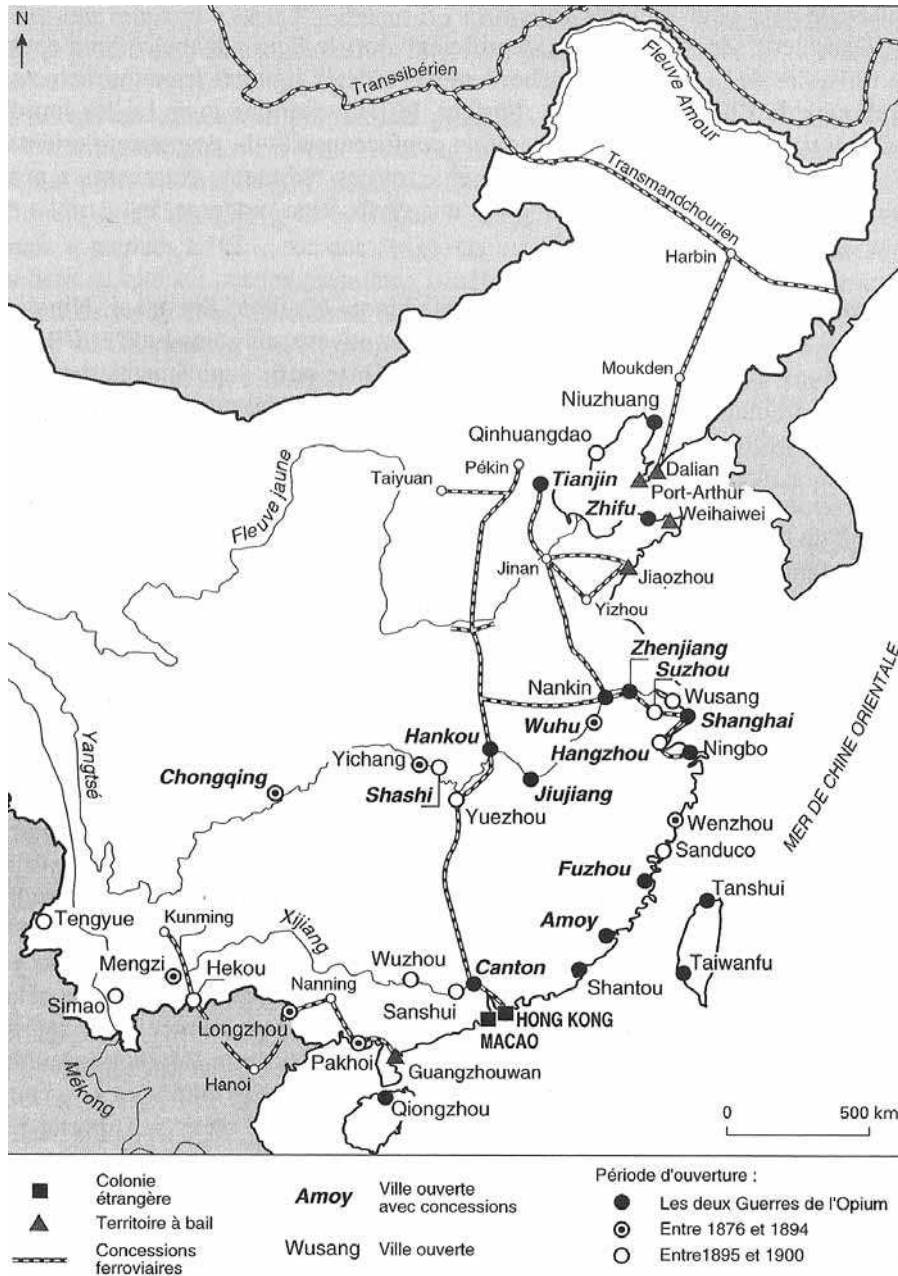 N
Transsibérien
Fleuve Amour
Transmandchourien
Harbin
Moukden
Niuzhuang
Qinhuangdao
Pékin
Dalian
Taiyuan
Tianjin
Port-Arthur
Zhifu
Weihaiwei
Fleuve jaune
Jinan
Jiaozhou
Yizhou
Zhenjiang
Suzhou
Nankin
Wusang
Wuhu
Shanghai
Hankou
Hangzhou
Ningbo
MER DE CHINE ORIENTALE
Yichang
Chongqing
Yangtsé
Shashi
Jiujiang
Yuezhou
Wenzhou
Sanduco
Fuzhou
Tanshui
Tengyue
Kunming
Xijiang
Amoy
Mengzi
Hekou
Wuzhou
Canton
Taiwanfu
Nanning
Shantou
Simao
Sanshui
Longzhou
HONG KONG
MACAO
Pakhoi
Hanoi
Guangzhouwan
Mékong
Qiongzhou
0 500 km
Colonie
étrangère
Territoire à bail
Concessions
ferroviaires
Amoy Ville ouverte
avec concessions
Wusang Ville ouverte
Période d'ouverture :
Les deux Guerres de l'Opium
Entre 1876 et 1894
Entre1895 et 1900